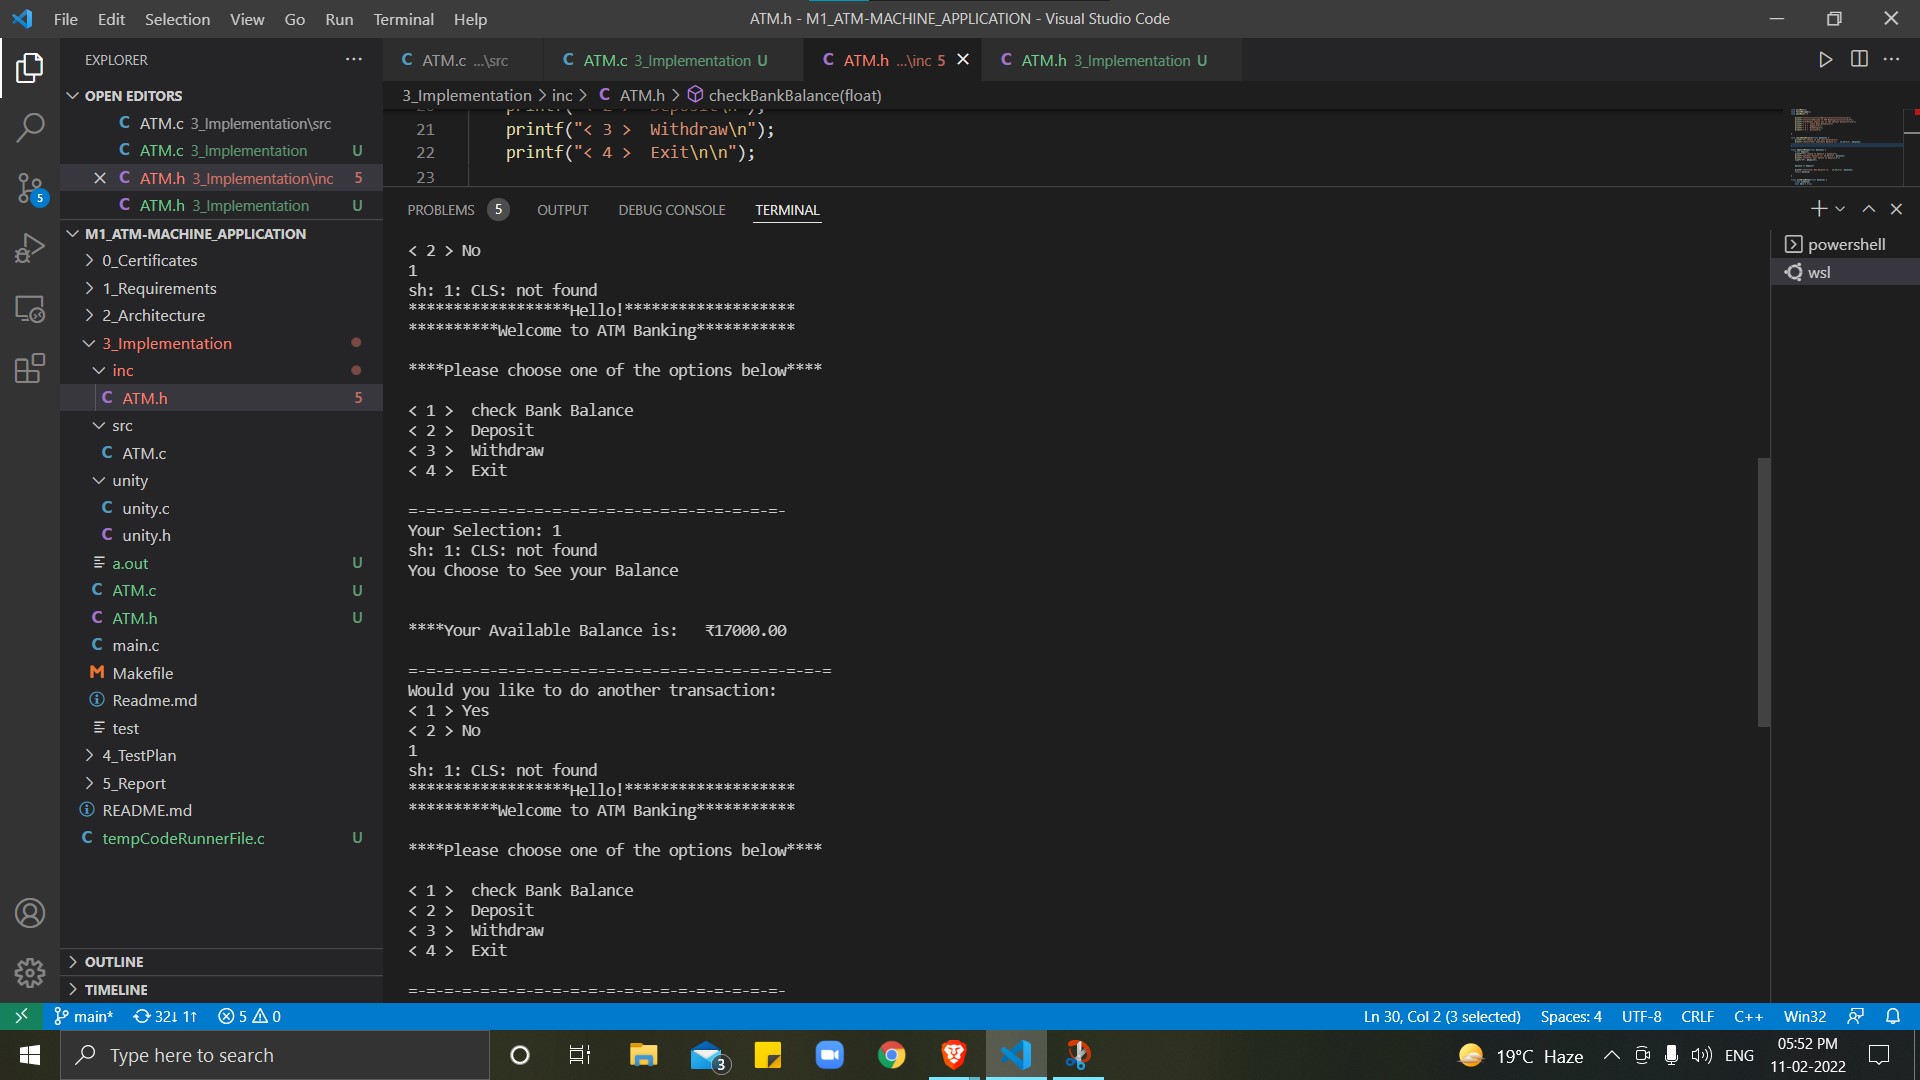 File Edit Selection View Go Run Terminal Help
ATM.h - M1_ATM-MACHINE_APPLICATION - Visual Studio Code
EXPLORER
OPEN EDITORS
ATM.c 3_Implementation\src
ATM.c 3_Implementation U
ATM.h 3_Implementation\inc 5
ATM.h 3_Implementation U
M1_ATM-MACHINE_APPLICATION
0_Certificates
1_Requirements
2_Architecture
3_Implementation
inc
ATM.h 5
src
ATM.c
unity
unity.c
unity.h
a.out U
ATM.c U
ATM.h U
main.c
Makefile
Readme.md
test
4_TestPlan
5_Report
README.md
tempCodeRunnerFile.c U
OUTLINE
TIMELINE
ATM.c ...\src
ATM.c 3_Implementation U
ATM.h ...\inc 5
ATM.h 3_Implementation U
3_Implementation > inc > ATM.h > checkBankBalance(float)
20 printf("< 2 >  Deposit\n");
21 printf("< 3 >  Withdraw\n");
22 printf("< 4 >  Exit\n\n");
23
PROBLEMS 5 OUTPUT DEBUG CONSOLE TERMINAL
powershell
wsl
< 2 > No
1
sh: 1: CLS: not found
******************Hello!*******************
**********Welcome to ATM Banking***********
****Please choose one of the options below****
< 1 >  check Bank Balance
< 2 >  Deposit
< 3 >  Withdraw
< 4 >  Exit
=-=-=-=-=-=-=-=-=-=-=-=-=-=-=-=-=-=-=-=-=-
Your Selection: 1
sh: 1: CLS: not found
You Choose to See your Balance
****Your Available Balance is:   ₹17000.00
=-=-=-=-=-=-=-=-=-=-=-=-=-=-=-=-=-=-=-=-=-=-=-=
Would you like to do another transaction:
< 1 > Yes
< 2 > No
1
sh: 1: CLS: not found
******************Hello!*******************
**********Welcome to ATM Banking***********
****Please choose one of the options below****
< 1 >  check Bank Balance
< 2 >  Deposit
< 3 >  Withdraw
< 4 >  Exit
=-=-=-=-=-=-=-=-=-=-=-=-=-=-=-=-=-=-=-=-=-
main* 32↓ 1↑ 5 0
Ln 30, Col 2 (3 selected) Spaces: 4 UTF-8 CRLF C++ Win32
Type here to search
3
19°C Haze
ENG
05:52 PM
11-02-2022